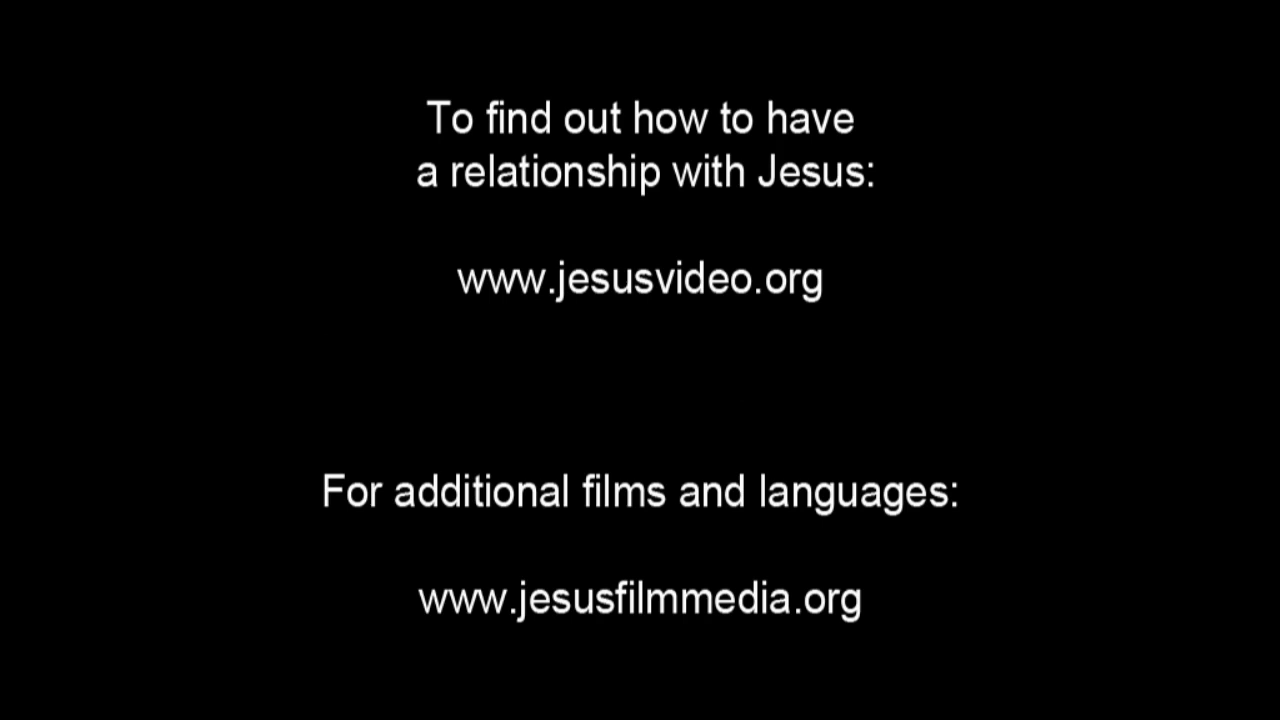 To find out how to have
a relationship with Jesus:
www.jesusvideo.org
For additional films and languages:
www.jesusfilmmedia.org